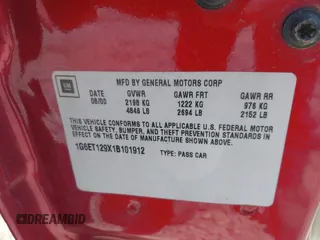 MFD BY GENERAL MOTORS CORP
GM
DATE GVWR GAWR FRT GAWR RR
08/00 2198 KG 1222 KG 976 KG
4846 LB 2694 LB 2152 LB
THIS VEHICLE CONFORMS TO ALL APPLICABLE U.S. FEDERAL MOTOR
VEHICLE SAFETY, BUMPER, AND THEFT PREVENTION STANDARDS IN
EFFECT ON THE DATE OF MANUFACTURE SHOWN ABOVE.
1G6ET129X1B101912 TYPE: PASS CAR
DREAMBID